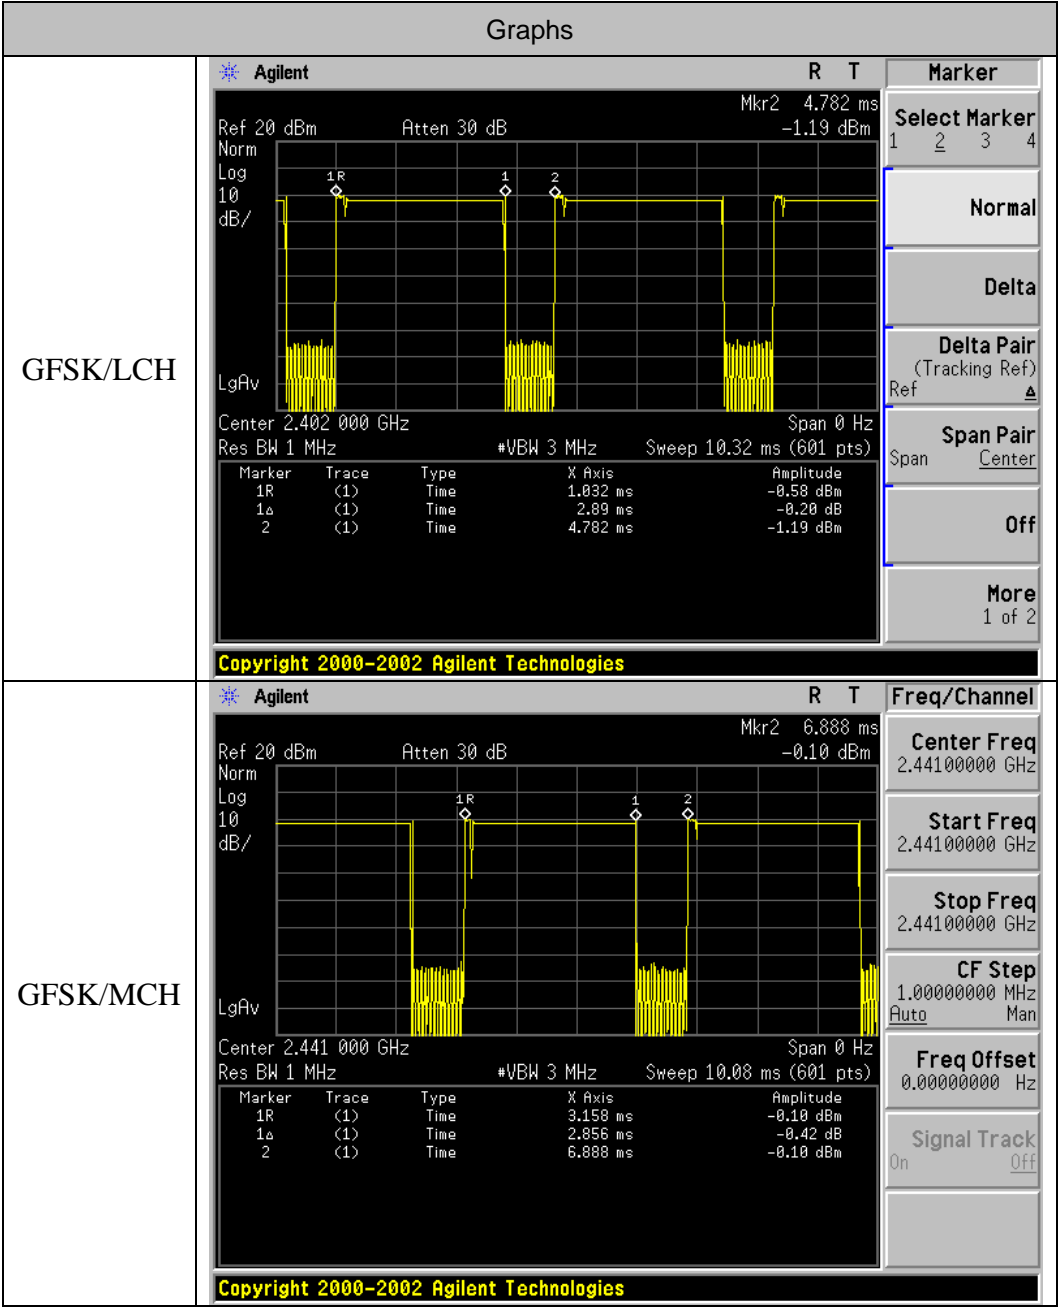 Graphs
GFSK/LCH
Agilent R T Marker
Mkr2 4.782 ms
Ref 20 dBm Atten 30 dB -1.19 dBm
Norm
Log
10
dB/
1R 1 2
LgAv
Center 2.402 000 GHz Span 0 Hz
Res BW 1 MHz #VBW 3 MHz Sweep 10.32 ms (601 pts)
Marker Trace Type X Axis Amplitude
1R (1) Time 1.032 ms -0.58 dBm
1Δ (1) Time 2.89 ms -0.20 dB
2 (1) Time 4.782 ms -1.19 dBm
Select Marker
1 2 3 4
Normal
Delta
Delta Pair
(Tracking Ref)
Ref Δ
Span Pair
Span Center
Off
More
1 of 2
Copyright 2000-2002 Agilent Technologies
GFSK/MCH
Agilent R T Freq/Channel
Mkr2 6.888 ms
Ref 20 dBm Atten 30 dB -0.10 dBm
Norm
Log
10
dB/
1R 1 2
LgAv
Center 2.441 000 GHz Span 0 Hz
Res BW 1 MHz #VBW 3 MHz Sweep 10.08 ms (601 pts)
Marker Trace Type X Axis Amplitude
1R (1) Time 3.158 ms -0.10 dBm
1Δ (1) Time 2.856 ms -0.42 dB
2 (1) Time 6.888 ms -0.10 dBm
Center Freq
2.44100000 GHz
Start Freq
2.44100000 GHz
Stop Freq
2.44100000 GHz
CF Step
1.00000000 MHz
Auto Man
Freq Offset
0.00000000 Hz
Signal Track
On Off
Copyright 2000-2002 Agilent Technologies